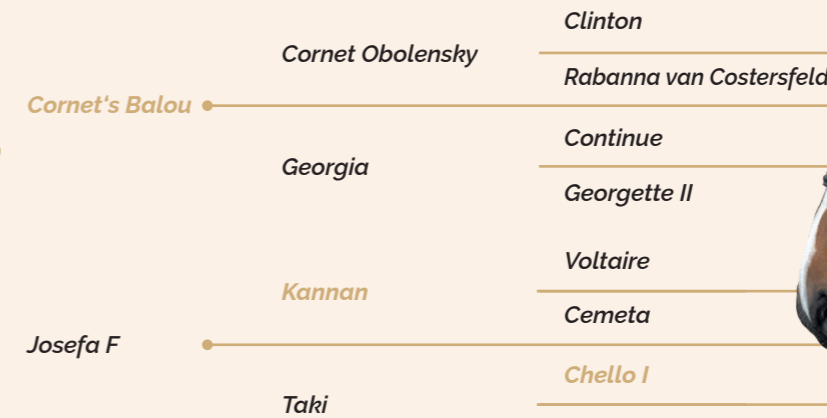 Clinton
Cornet Obolensky
Rabanna van Costersfeld
Cornet‘s Balou
Continue
Georgia
Georgette II
Voltaire
Kannan
Cemeta
Josefa F
Chello I
Taki